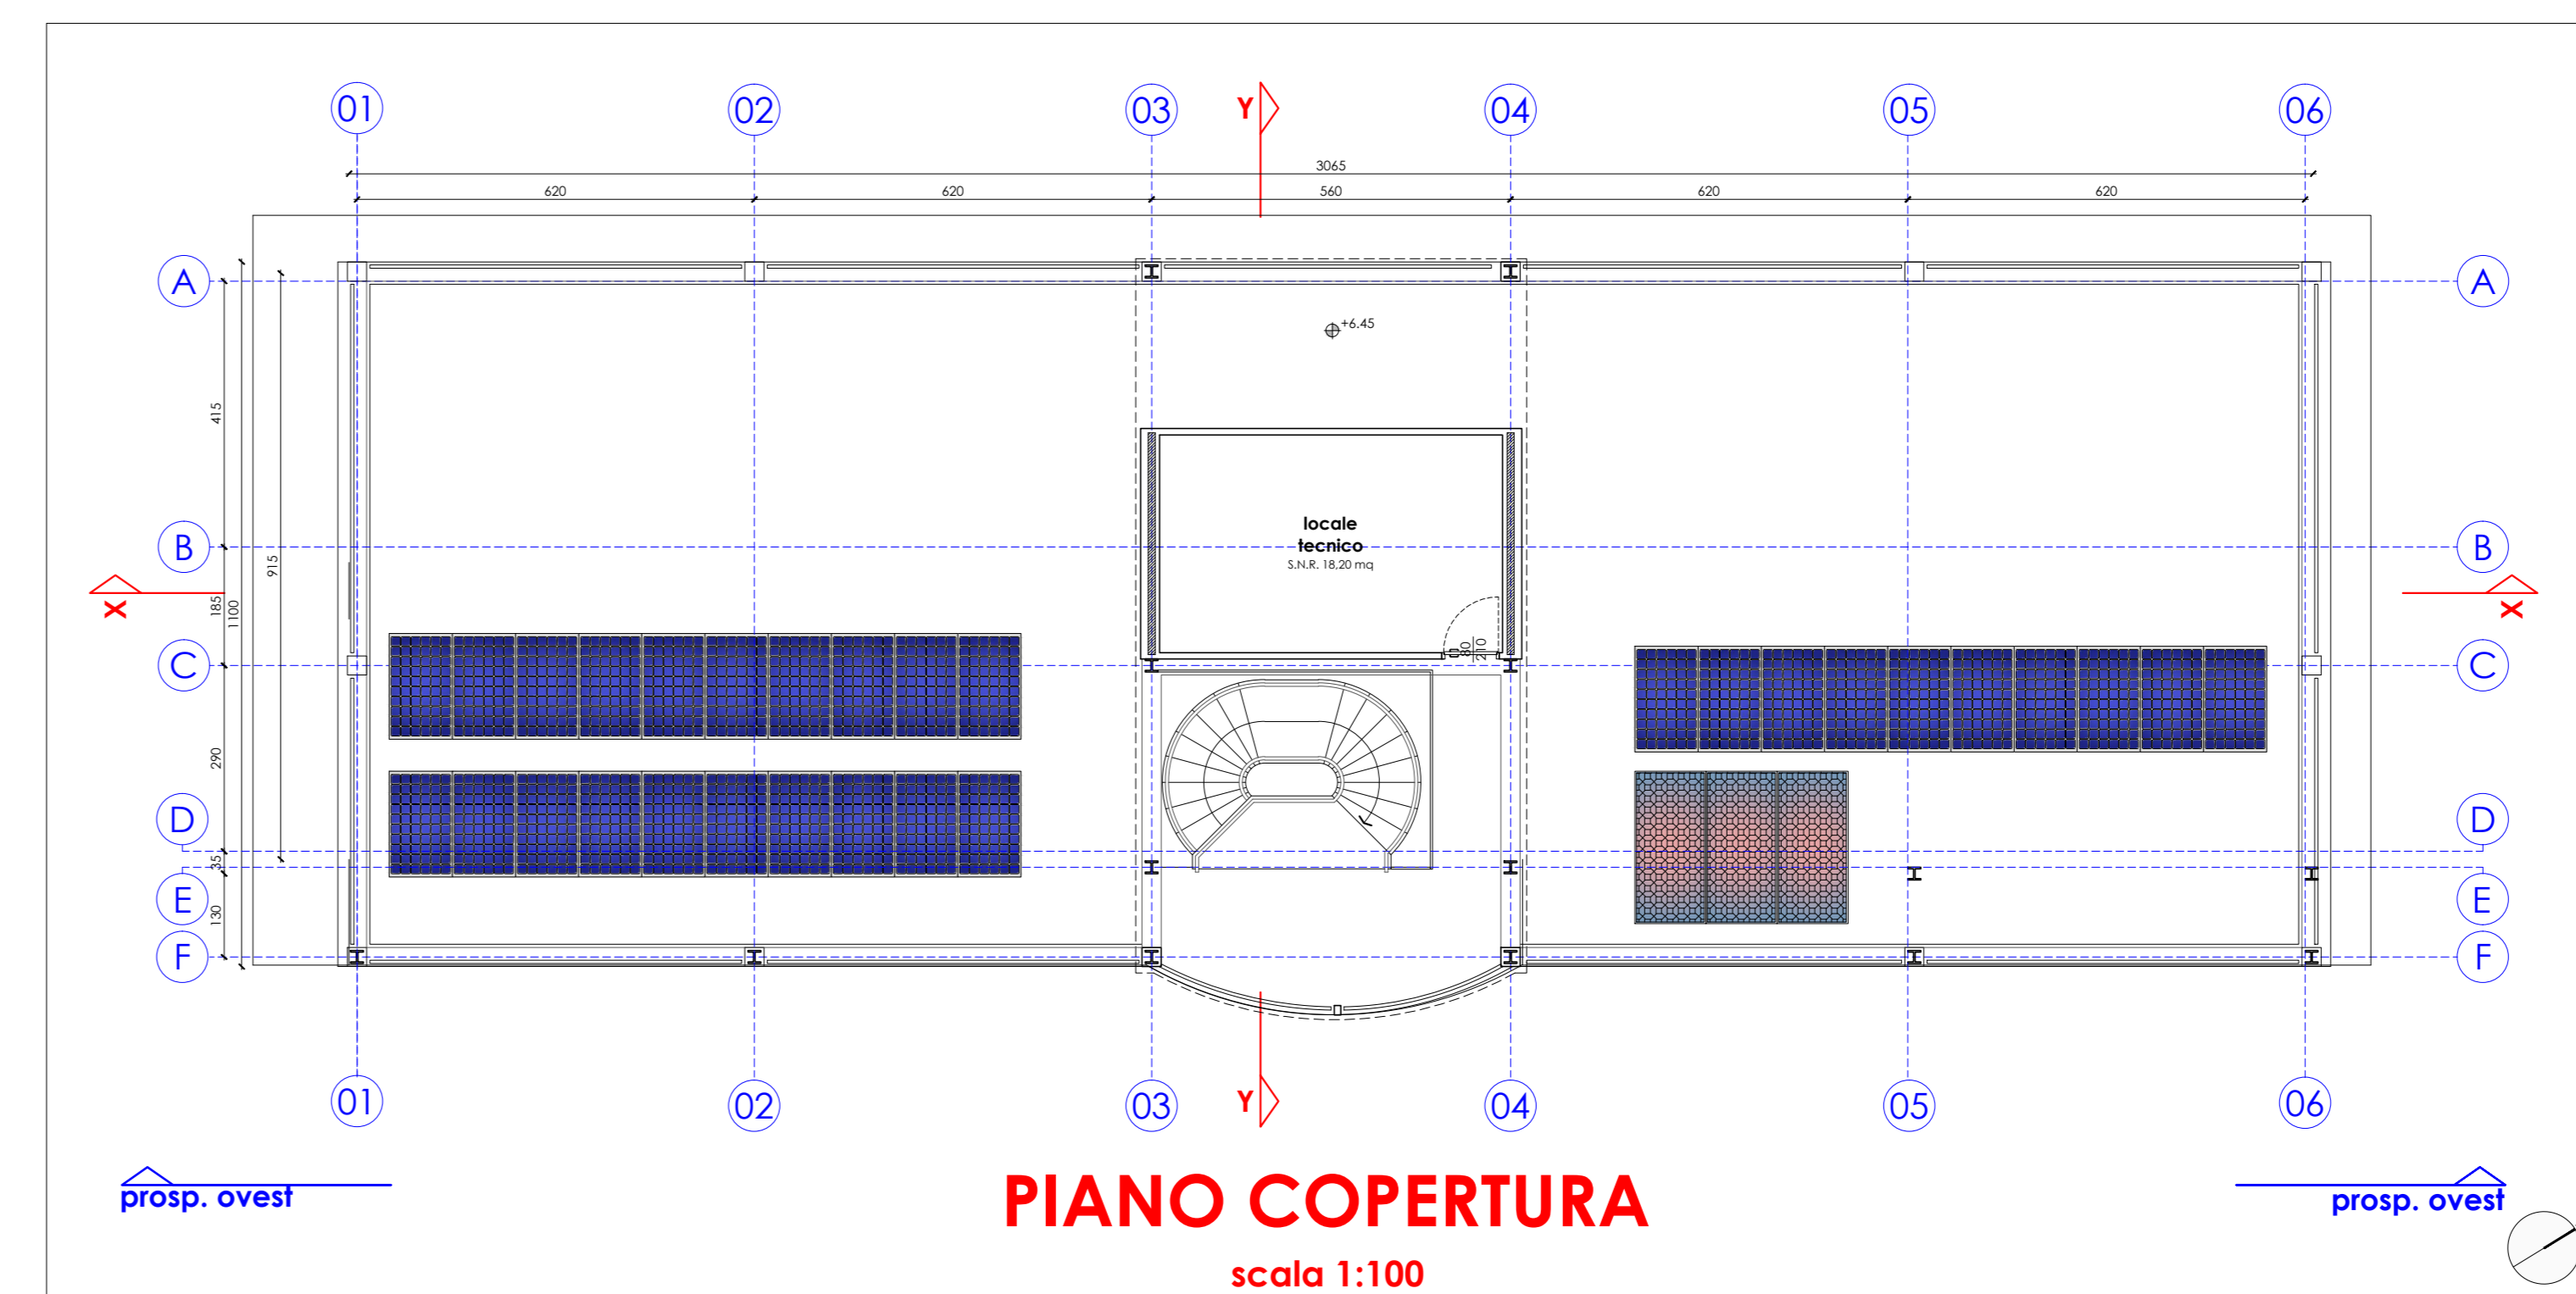 01 02 03 Y 04 05 06
3065
620 620 560 620 620
A A
+6.45
415
B B
locale
tecnico
S.N.R. 18,20 mq
915
185
1100
X X
80
210
C C
290
D D
35
E E
130
F F
01 02 03 Y 04 05 06
prosp. ovest prosp. ovest
PIANO COPERTURA
scala 1:100